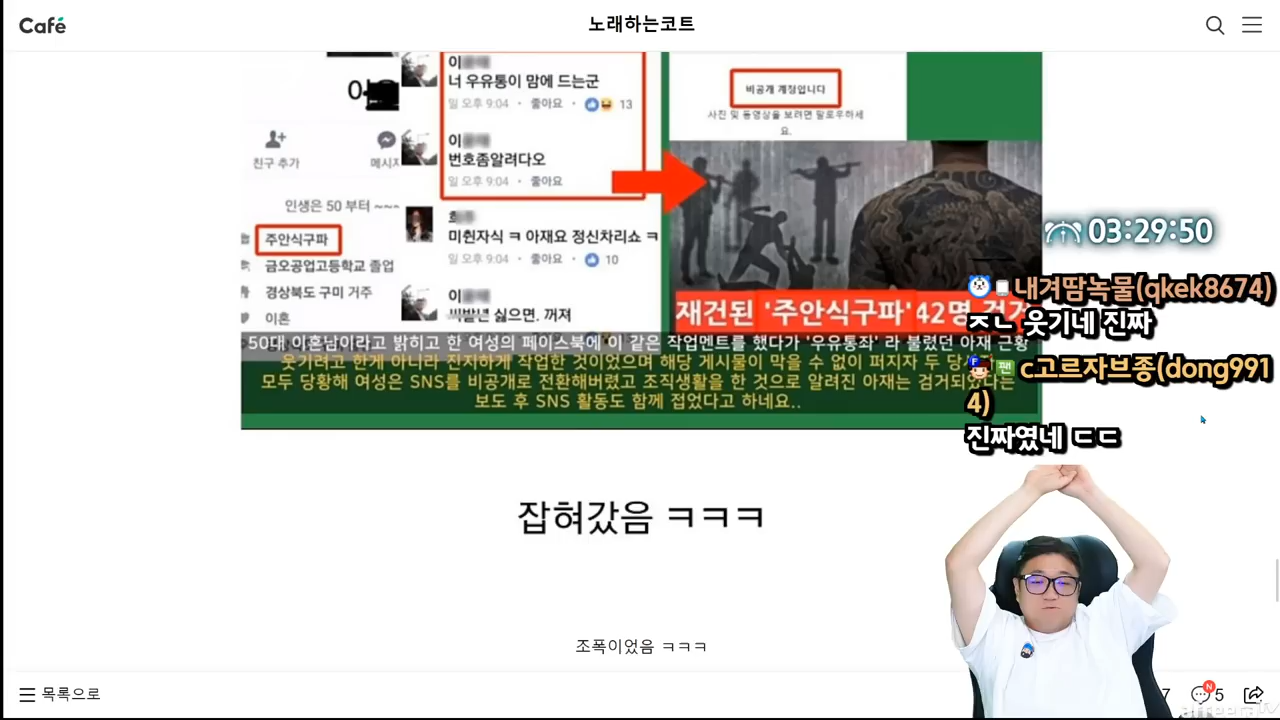 Café
노래하는코트
이
너 우유통이 맘에 드는군
일 오후 9:04 · 좋아요 · 13
친구 추가
메시지
이
번호좀알려다오
일 오후 9:04 · 좋아요
인생은 50 부터 ~~~
주안식구파
금오공업고등학교 졸업
경상북도 구미 거주
이혼
미췬자식 ㅋ 아재요 정신차리쇼 ㅋ
일 오후 9:04 · 좋아요 · 10
이
싫으면. 꺼져
비공개 계정입니다
사진 및 동영상을 보려면 팔로우하세
요.
재건된 '주안식구파' 42명 검거
50대 이혼남이라고 밝히고 한 여성의 페이스북에 이 같은 작업멘트를 했다가 '우유통좌' 라 불렸던 아재 근황
웃기려고 한게 아니라 진지하게 작업한 것이었으며 해당 게시물이 막을 수 없이 퍼지자 두 당사
모두 당황해 여성은 SNS를 비공개로 전환해버렸고 조직생활을 한 것으로 알려진 아재는 검거되었다는
보도 후 SNS 활동도 함께 접었다고 하네요..
03:29:50
내겨땀녹물(qkek8674)
ㅈㄴ 웃기네 진짜
팬 c고르자브종(dong991
4)
진짜였네 ㄷㄷ
잡혀갔음 ㅋㅋㅋ
조폭이었음 ㅋㅋㅋ
목록으로
7
N
5
afreecaTV